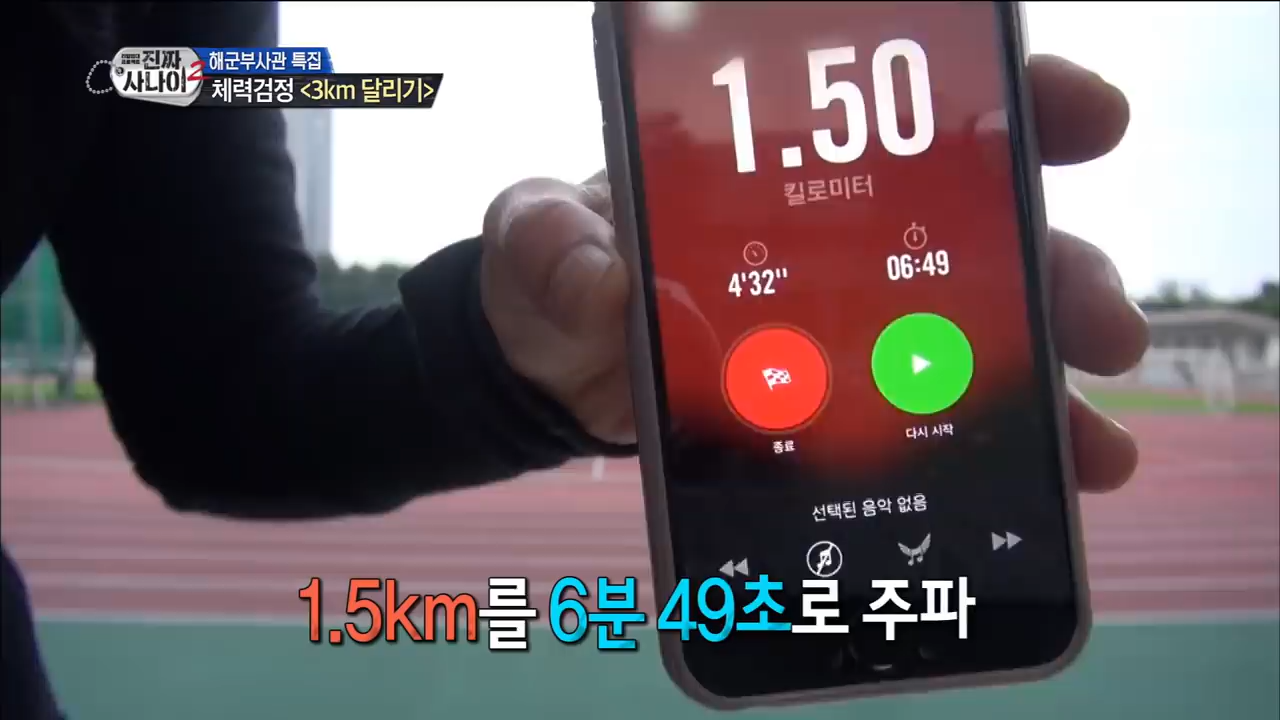 진짜
사나이2
해군부사관 특집
체력검정 <3km 달리기>
1.50
킬로미터
4'32"
06:49
종료
다시 시작
선택된 음악 없음
1.5km를 6분 49초로 주파